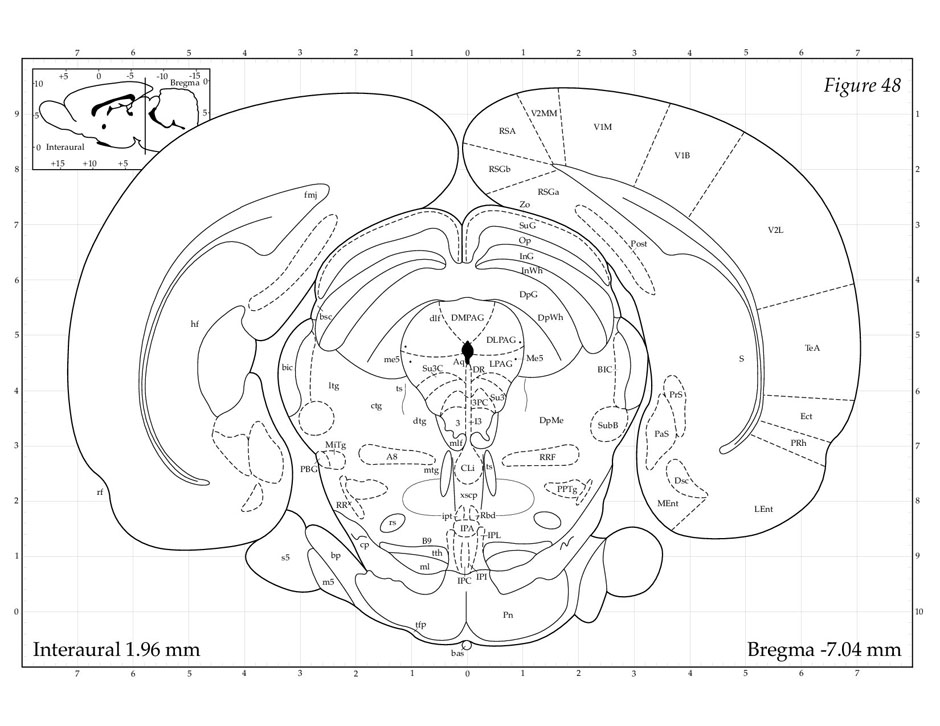 7 6 5 4 3 2 1 0 1 2 3 4 5 6 7
+5 0 -5 -10 -15
Bregma
10 0
-5 5
0 Interaural
+15 +10 +5
Figure 48
9 1
8 2
7 3
6 4
5 5
4 6
3 7
2 8
1 9
0 10
V2MM
RSA V1M
V1B
RSGb
RSGa
fmj
Zo
SuG
V2L
Op
Post
InG
InWh
DpG
bsc dlf DMPAG DpWh
hf
DLPAG
TeA
me5 Aq LPAG Me5 S
bic Su3C DR BIC
ltg ts
PrS
3PC Su3
ctg
Ect
dtg 3 I3 DpMe SubB
PaS
mlf PRh
MiTg
A8 RRF
PBG mtg CLi ts
Dsc
rf xscp PPTg
RR MEnt
LEnt
ipt Rbd
rs
IPA
IPL
cp B9
s5 bp tth
ml
m5 IPC IPI
Pn
tfp
Interaural 1.96 mm
bas
Bregma -7.04 mm
7 6 5 4 3 2 1 0 1 2 3 4 5 6 7